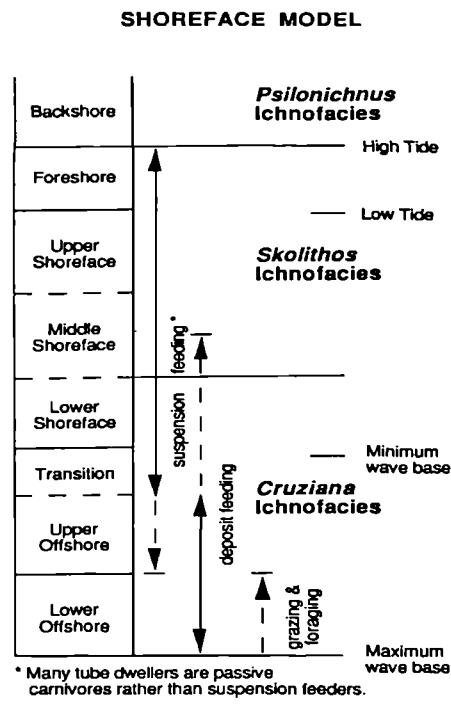 SHOREFACE MODEL
Backshore
Psilonichnus
Ichnofacies
High Tide
Foreshore
Low Tide
Upper
Shoreface
Skolithos
Ichnofacies
Middle
Shoreface
suspension feeding*
Lower
Shoreface
Minimum
wave base
Transition
deposit feeding
Cruziana
Ichnofacies
Upper
Offshore
Lower
Offshore
grazing &
foraging
Maximum
wave base
* Many tube dwellers are passive
carnivores rather than suspension feeders.